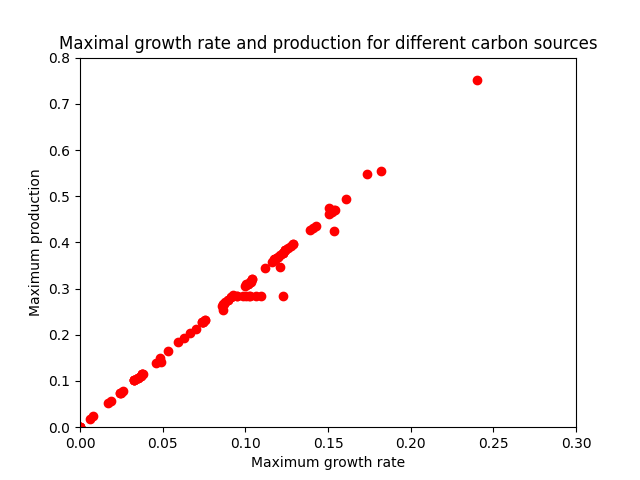 Maximal growth rate and production for different carbon sources
0.8
0.7
0.6
0.5
0.4
0.3
0.2
0.1
0.0
Maximum production
0.00 0.05 0.10 0.15 0.20 0.25 0.30
Maximum growth rate